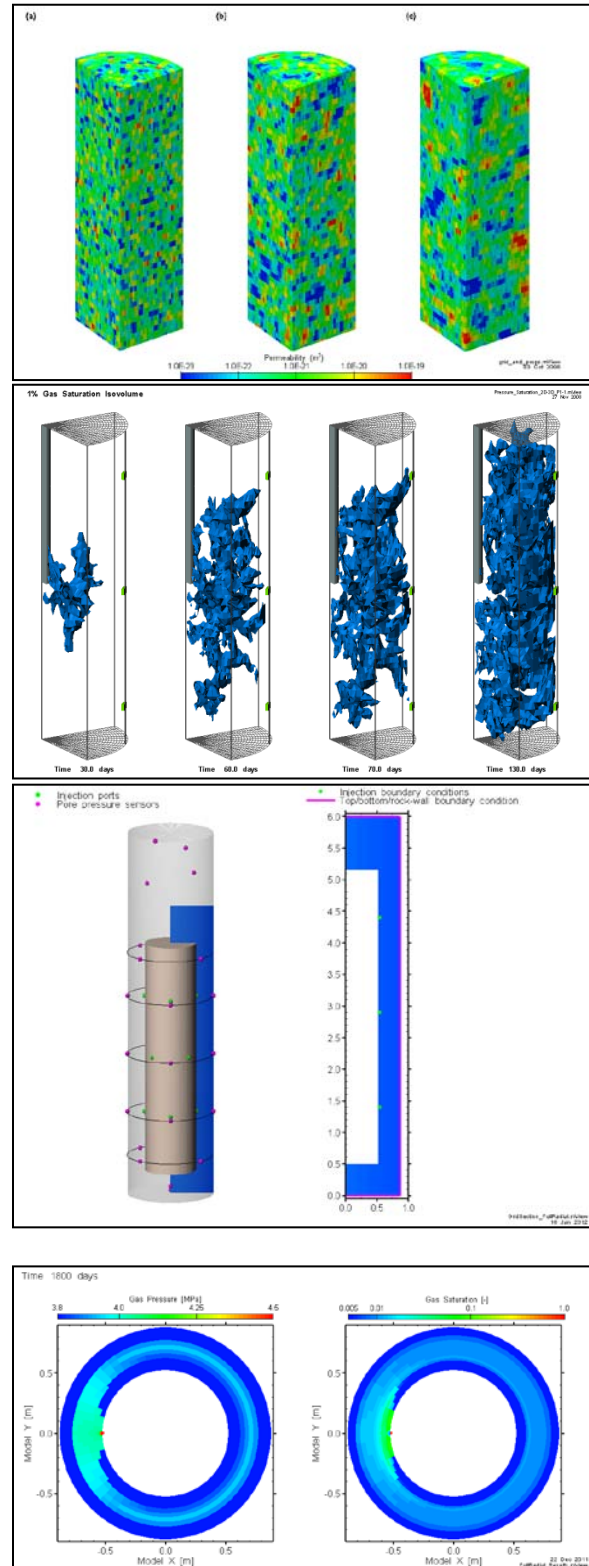 (a) (b) (c)
Permeability (m²)
1.0E-23 1.0E-22 1.0E-21 1.0E-20 1.0E-19
1% Gas Saturation Isovolume
27 Nov 2009
Time 30.0 days Time 60.0 days Time 70.0 days Time 130.0 days
Injection ports
Pore pressure sensors
Injection boundary conditions
Top/bottom/rock-wall boundary condition
6.0
5.5
5.0
4.5
4.0
3.5
3.0
2.5
2.0
1.5
1.0
0.5
0.0
0.0 0.5 1.0
16 Jan 2012
Time 1800 days
Gas Pressure [MPa]
3.8 4.0 4.25 4.5
Gas Saturation [-]
0.005 0.01 0.1 1.0
Model Y [m]
0.5
0.0
-0.5
-0.5 0.0 0.5
Model X [m]
Model Y [m]
0.5
0.0
-0.5
-0.5 0.0 0.5
Model X [m]